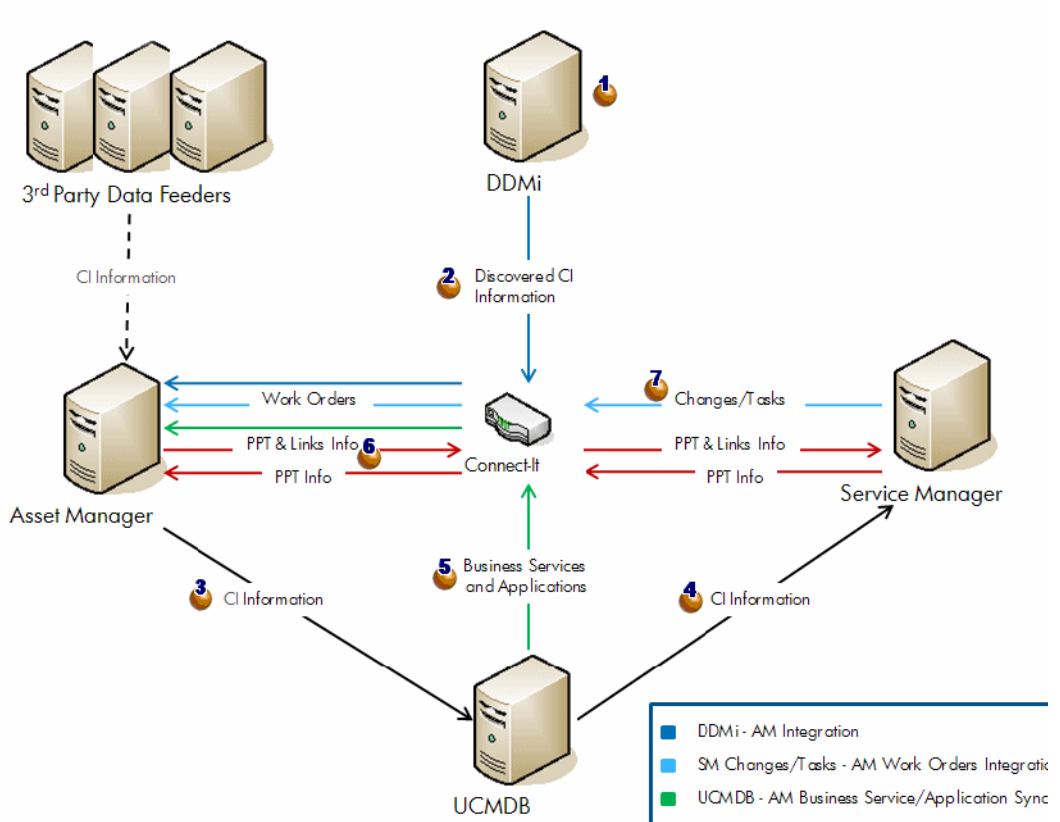 1
3rd Party Data Feeders
DDMi
CI Information
2
Discovered CI
Information
Work Orders
7
Changes/Tasks
PPT & Links Info
6
PPT & Links Info
PPT Info
Connect-It
PPT Info
Asset Manager
Service Manager
5
Business Services
and Applications
3
CI Information
4
CI Information
UCMDB
DDMi - AM Integration
SM Changes/Tasks - AM Work Orders Integratio
UCMDB - AM Business Service/Application Sync